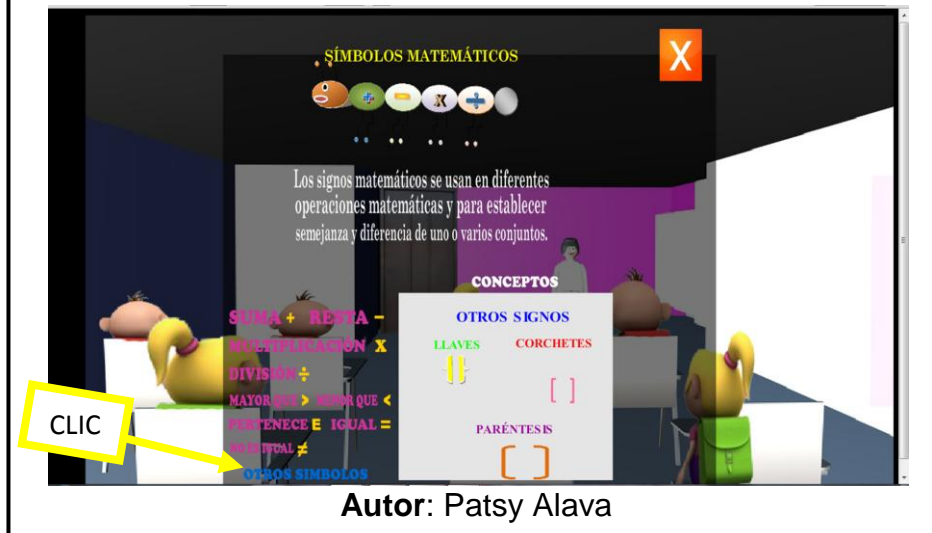 SÍMBOLOS MATEMÁTICOS
X
+ - x ÷
Los signos matemáticos se usan en diferentes
operaciones matemáticas y para establecer
semejanza y diferencia de uno o varios conjuntos.
CONCEPTOS
SUMA + RESTA -
MULTIPLICACIÓN X
DIVISIÓN ÷
MAYOR QUE > MENOR QUE <
PERTENECE E IGUAL =
NO ES IGUAL ≠
OTROS SIMBOLOS
OTROS SIGNOS
LLAVES CORCHETES
{} [ ]
PARÉNTESIS
[ ]
CLIC
Autor: Patsy Alava